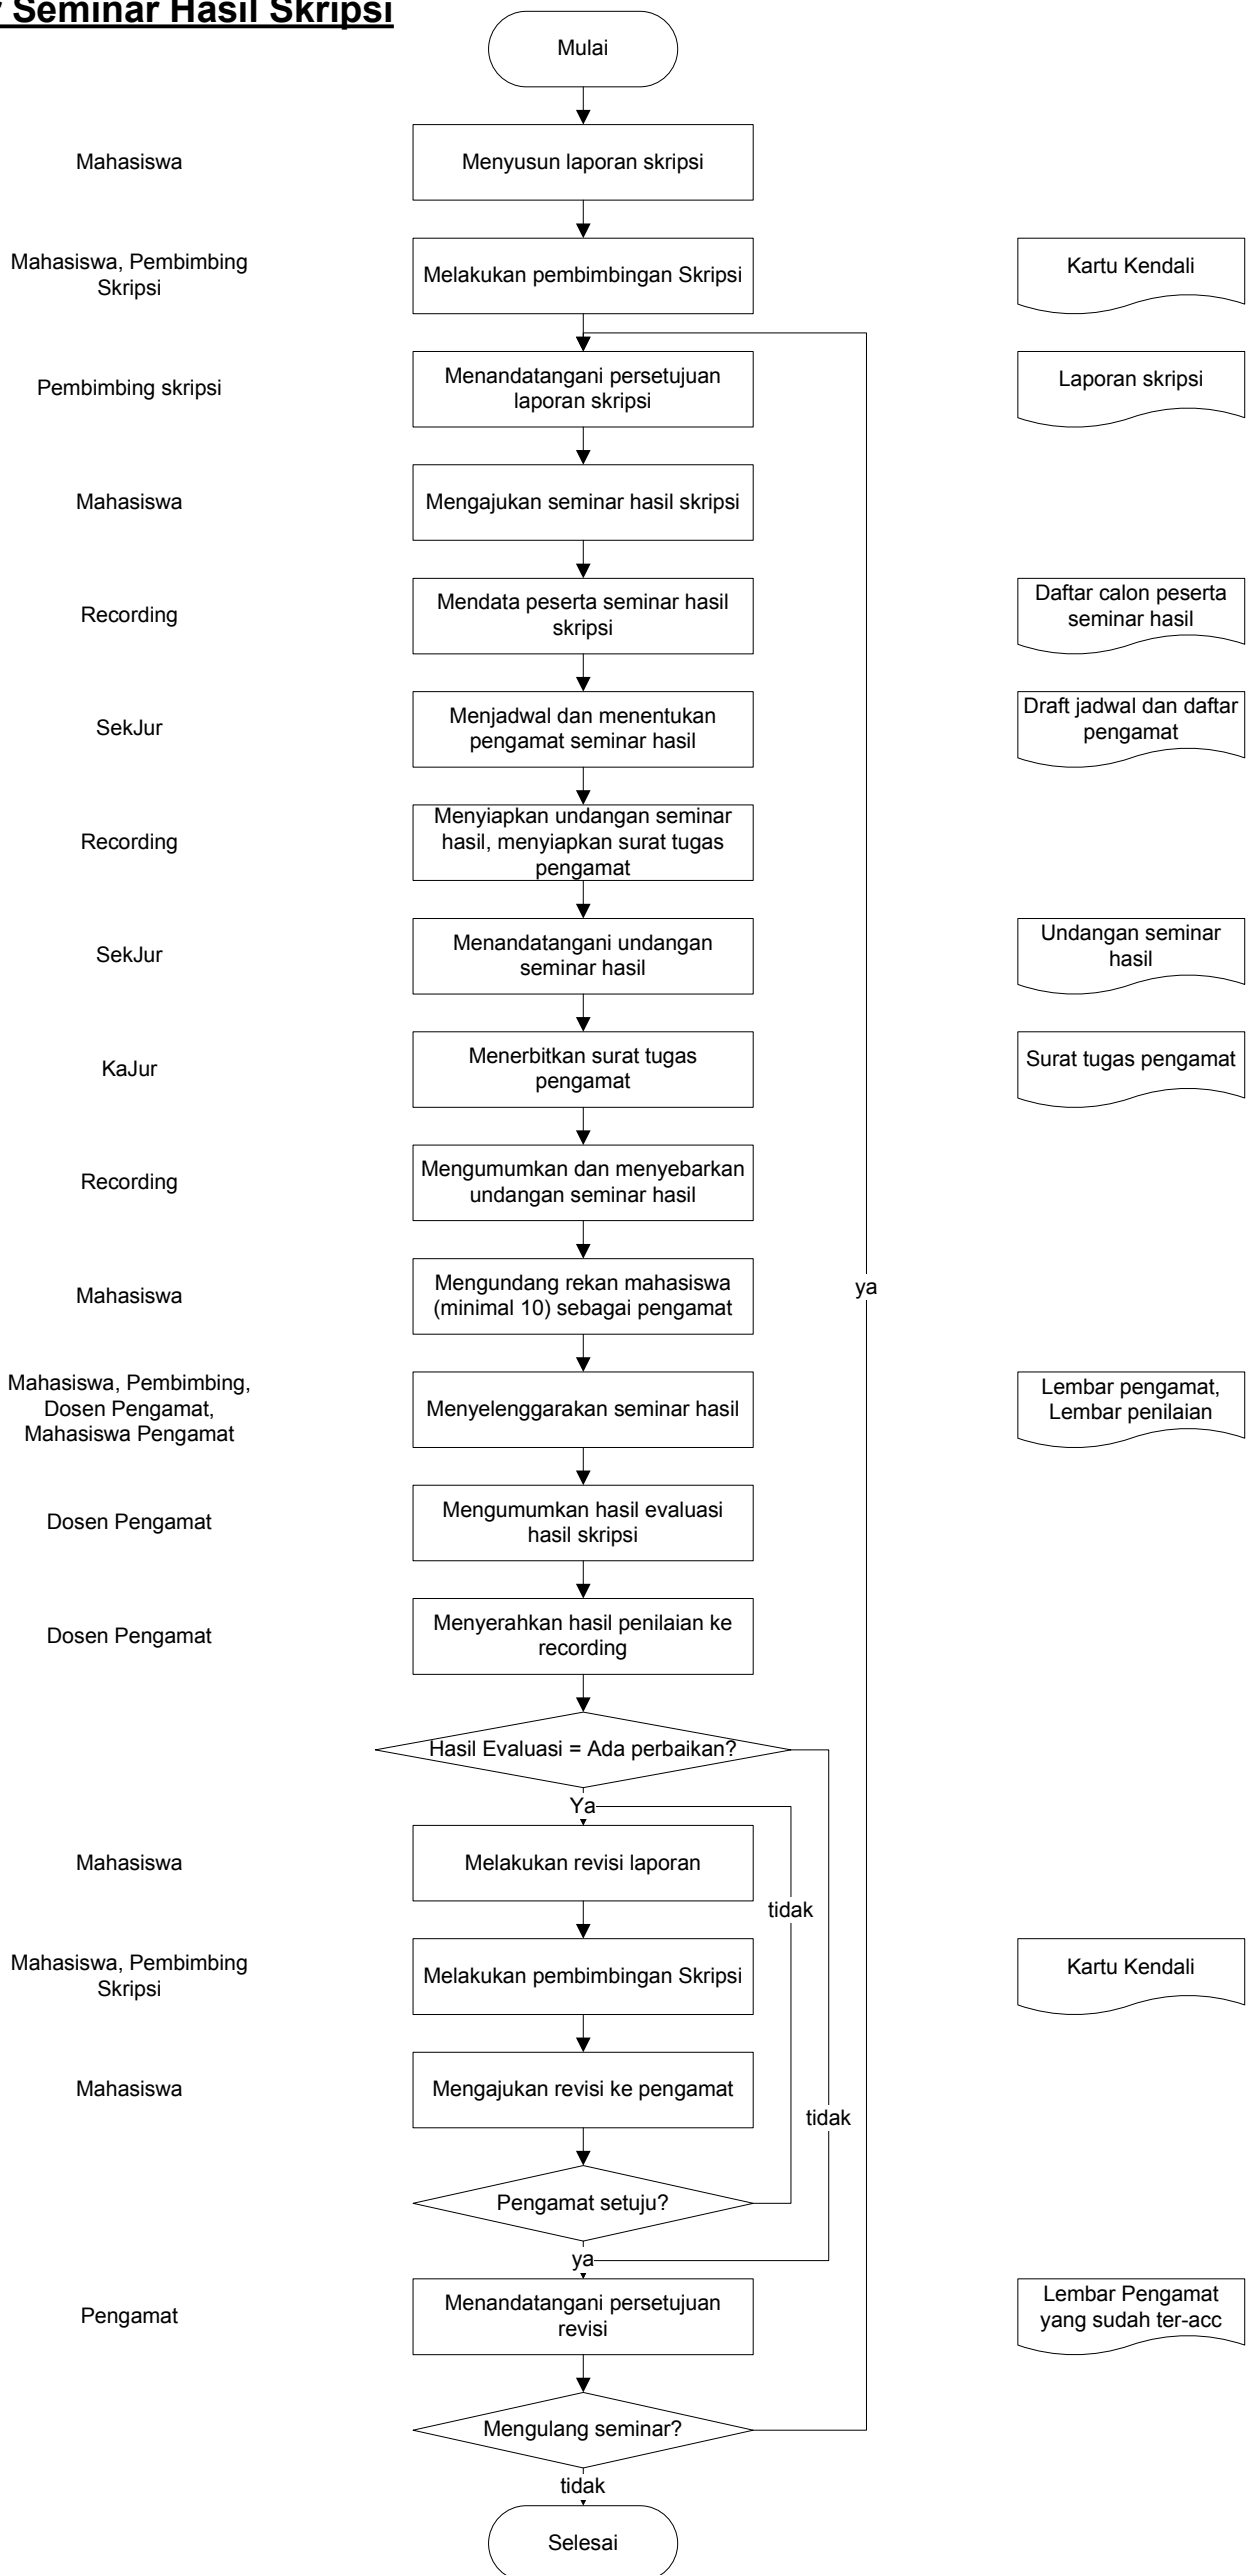 Seminar Hasil Skripsi
Mulai
Mahasiswa
Menyusun laporan skripsi
Mahasiswa, Pembimbing
Skripsi
Melakukan pembimbingan Skripsi
Kartu Kendali
Pembimbing skripsi
Menandatangani persetujuan
laporan skripsi
Laporan skripsi
Mahasiswa
Mengajukan seminar hasil skripsi
Recording
Mendata peserta seminar hasil
skripsi
Daftar calon peserta
seminar hasil
SekJur
Menjadwal dan menentukan
pengamat seminar hasil
Draft jadwal dan daftar
pengamat
Recording
Menyiapkan undangan seminar
hasil, menyiapkan surat tugas
pengamat
SekJur
Menandatangani undangan
seminar hasil
Undangan seminar
hasil
KaJur
Menerbitkan surat tugas
pengamat
Surat tugas pengamat
Recording
Mengumumkan dan menyebarkan
undangan seminar hasil
Mahasiswa
Mengundang rekan mahasiswa
(minimal 10) sebagai pengamat
ya
Mahasiswa, Pembimbing,
Dosen Pengamat,
Mahasiswa Pengamat
Menyelenggarakan seminar hasil
Lembar pengamat,
Lembar penilaian
Dosen Pengamat
Mengumumkan hasil evaluasi
hasil skripsi
Dosen Pengamat
Menyerahkan hasil penilaian ke
recording
Hasil Evaluasi = Ada perbaikan?
Ya
Mahasiswa
Melakukan revisi laporan
tidak
Mahasiswa, Pembimbing
Skripsi
Melakukan pembimbingan Skripsi
Kartu Kendali
Mahasiswa
Mengajukan revisi ke pengamat
tidak
Pengamat setuju?
ya
Pengamat
Menandatangani persetujuan
revisi
Lembar Pengamat
yang sudah ter-acc
Mengulang seminar?
tidak
Selesai